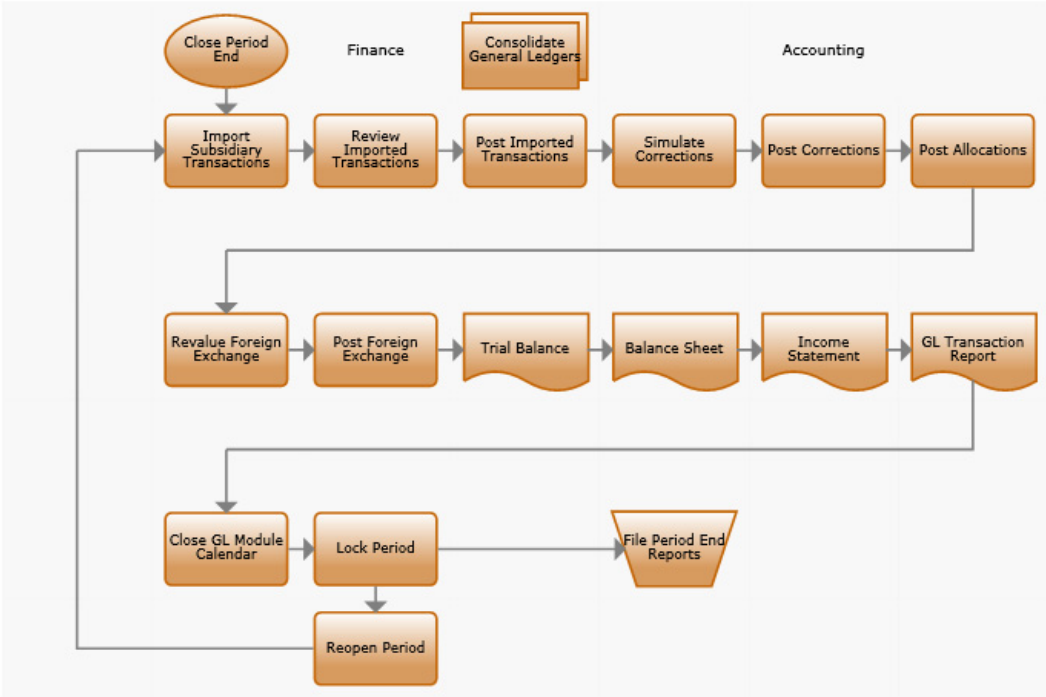 Close Period
End
Finance
Consolidate
General Ledgers
Accounting
Import
Subsidiary
Transactions
Review
Imported
Transactions
Post Imported
Transactions
Simulate
Corrections
Post Corrections
Post Allocations
Revalue Foreign
Exchange
Post Foreign
Exchange
Trial Balance
Balance Sheet
Income
Statement
GL Transaction
Report
Close GL Module
Calendar
Lock Period
File Period End
Reports
Reopen Period